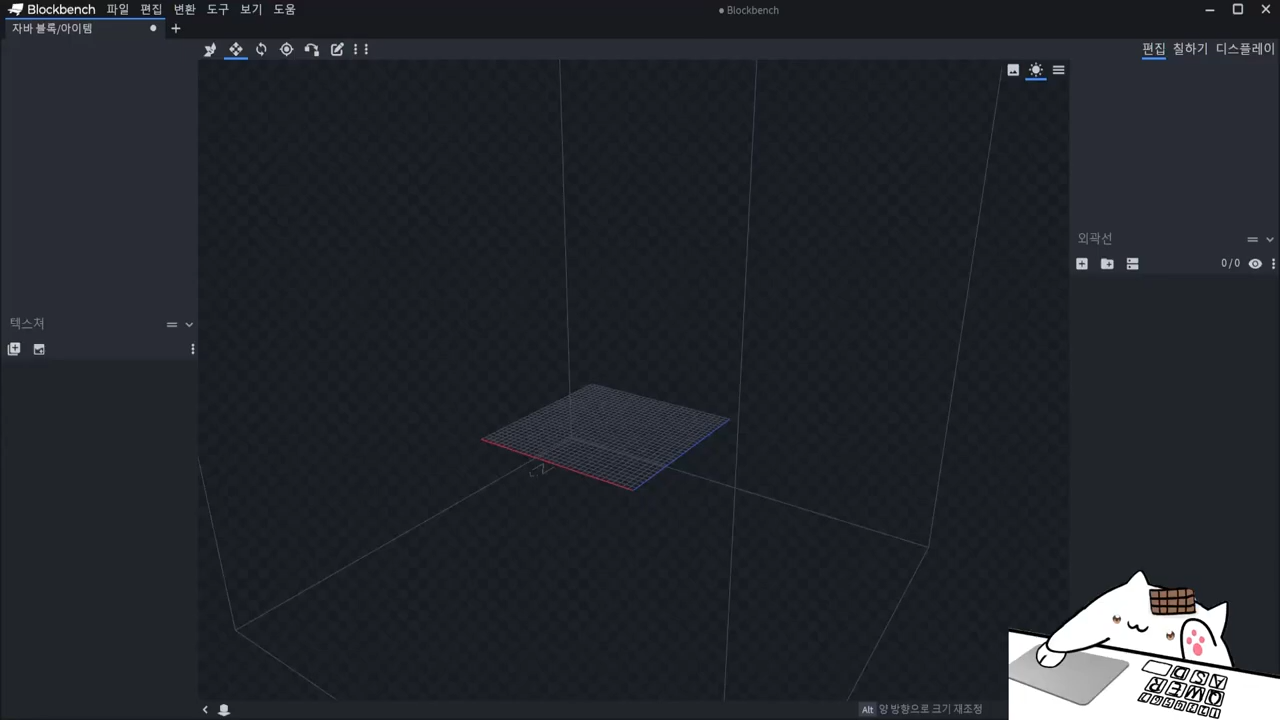 Blockbench 파일 편집 변환 도구 보기 도움
● Blockbench
자바 블록/아이템
편집 칠하기 디스플레이
외곽선
0/0
텍스쳐
Alt 양 방향으로 크기 재조정
A S D
Q W E R